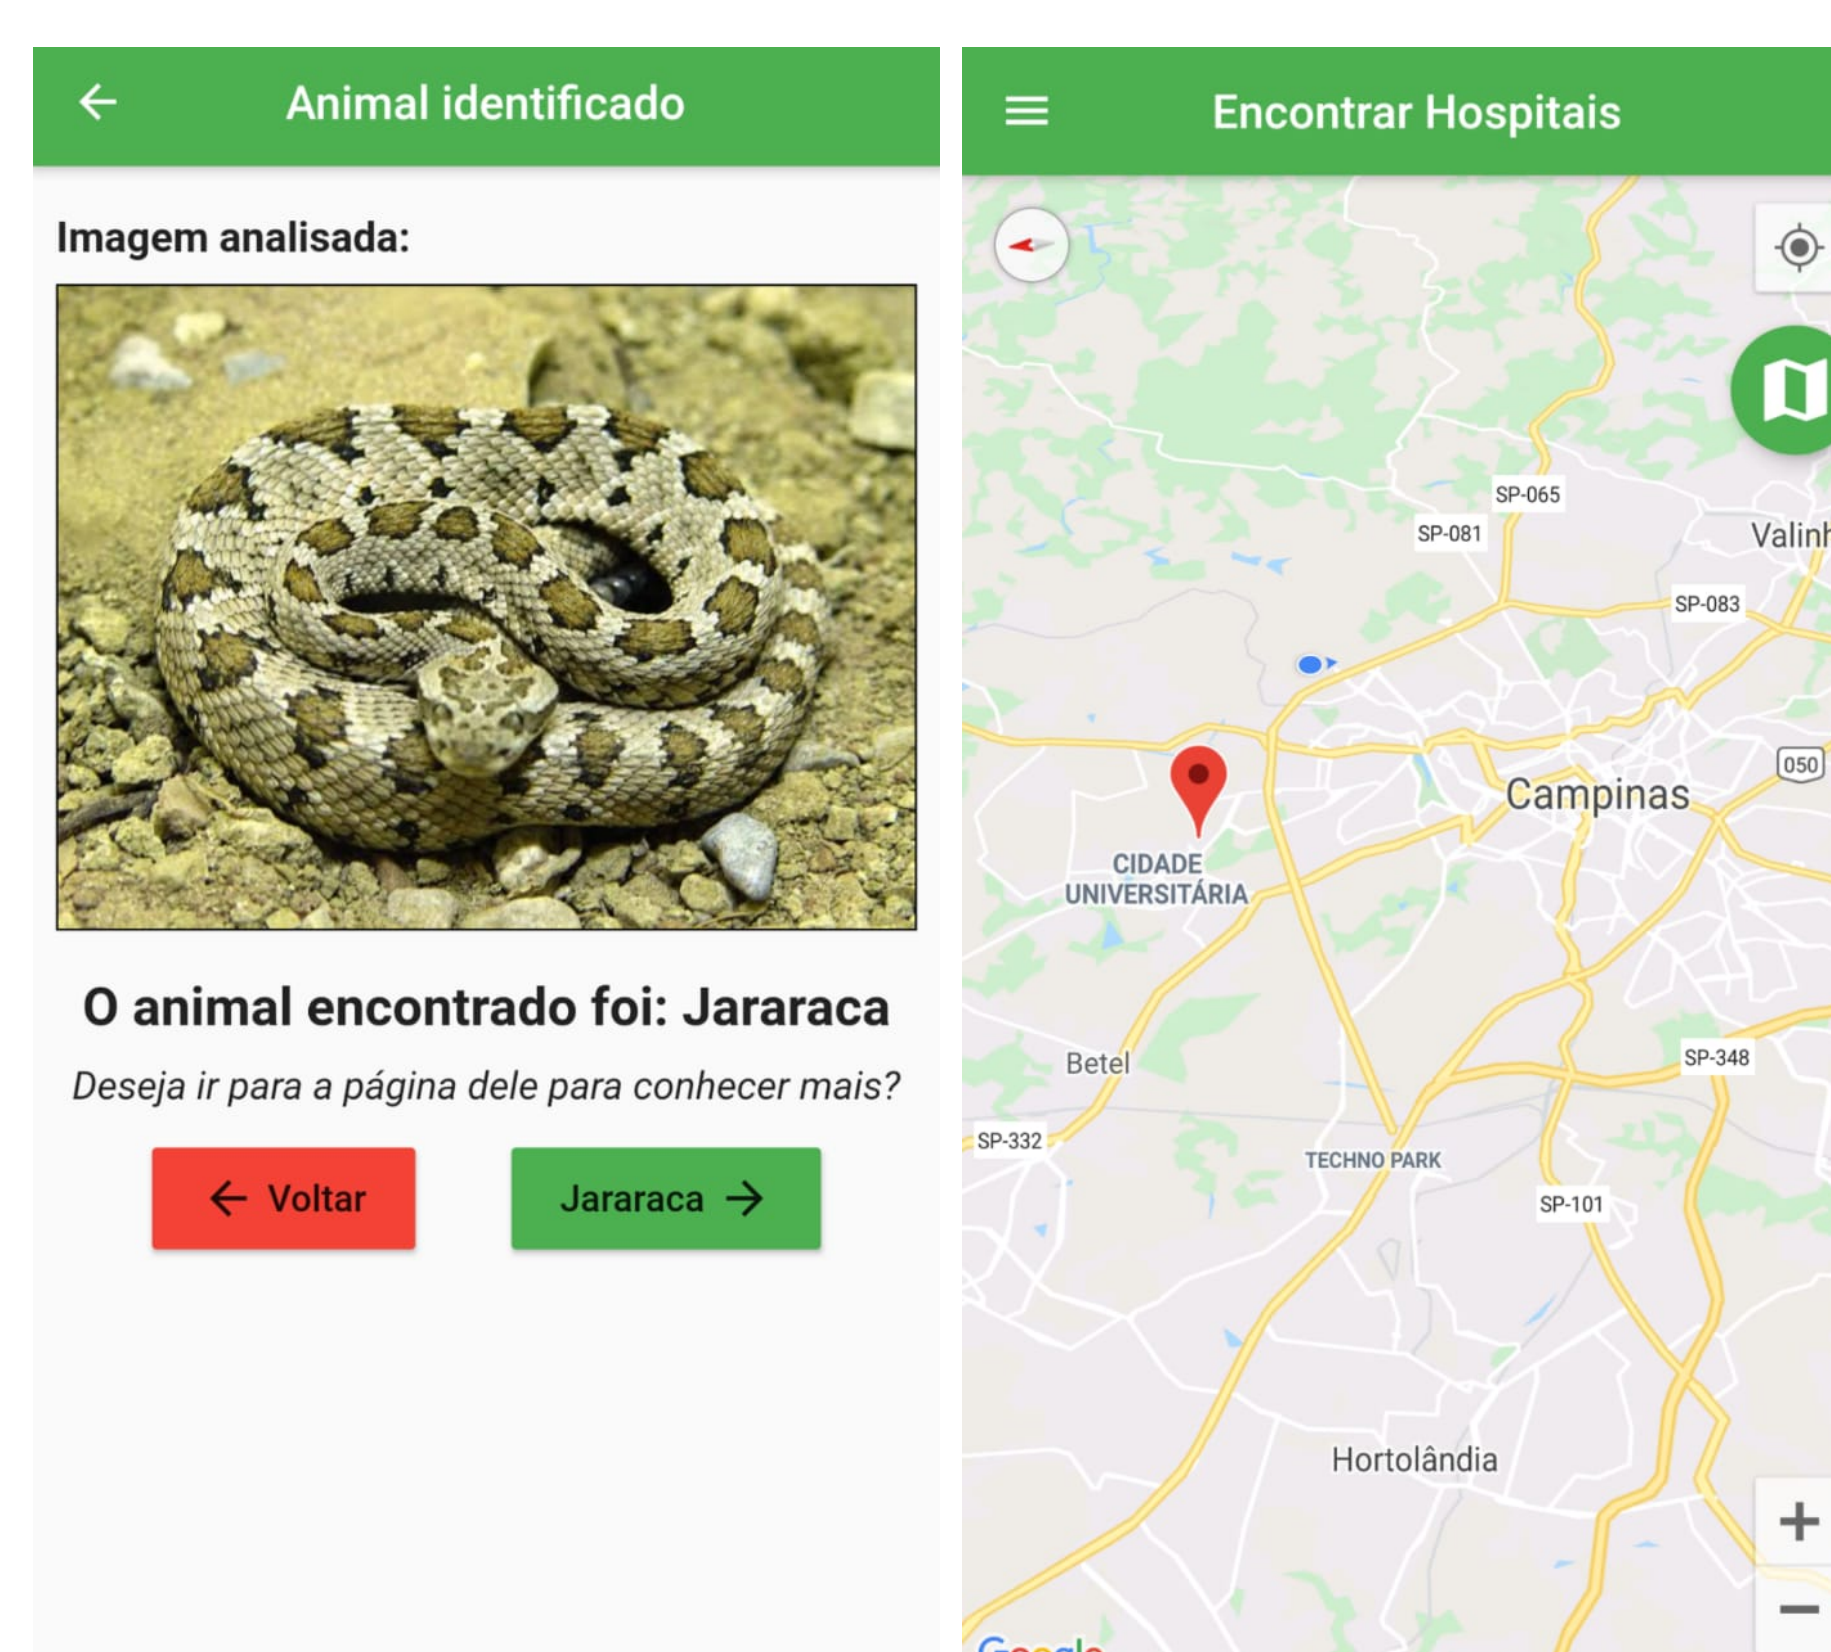 Animal identificado
Imagem analisada:
O animal encontrado foi: Jararaca
Deseja ir para a página dele para conhecer mais?
Voltar
Jararaca
Encontrar Hospitais
SP-065
SP-081
Valinh
SP-083
050
Campinas
CIDADE
UNIVERSITÁRIA
Betel
SP-348
SP-332
TECHNO PARK
SP-101
Hortolândia
Google